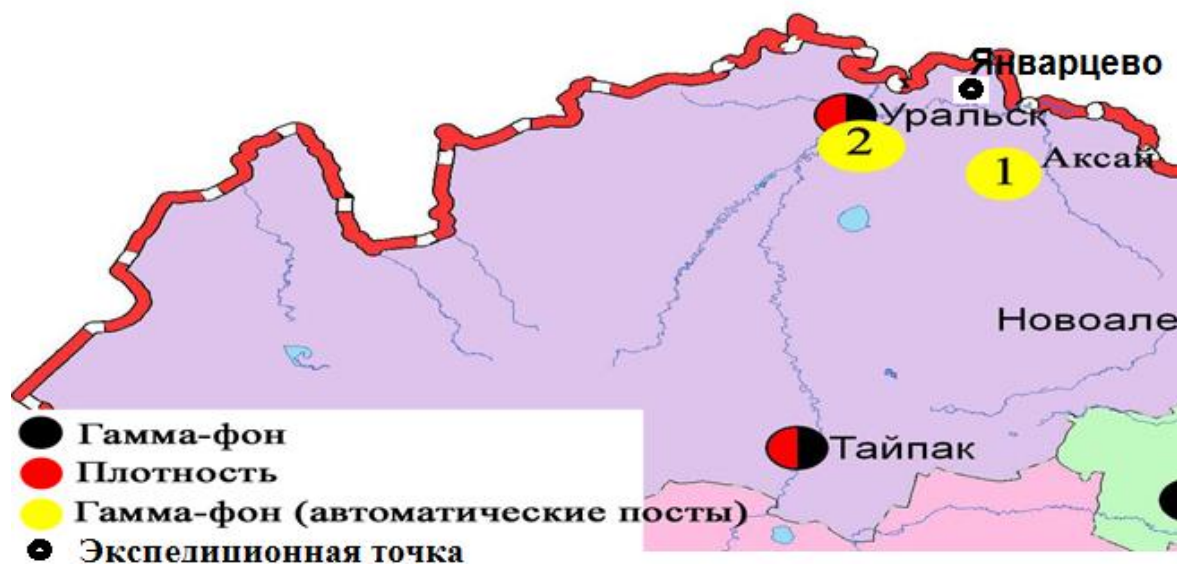 Январцево
Уральск
2
1
Аксай
Новоале
Тайпак
Гамма-фон
Плотность
Гамма-фон (автоматические посты)
Экспедиционная точка